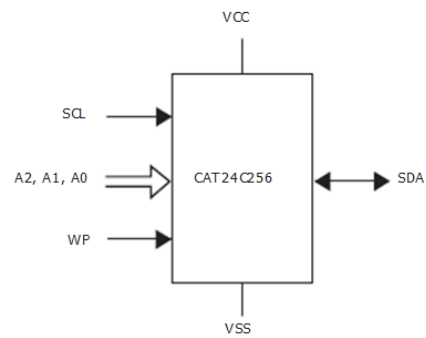 VCC
SCL
A2, A1, A0
CAT24C256
SDA
WP
VSS